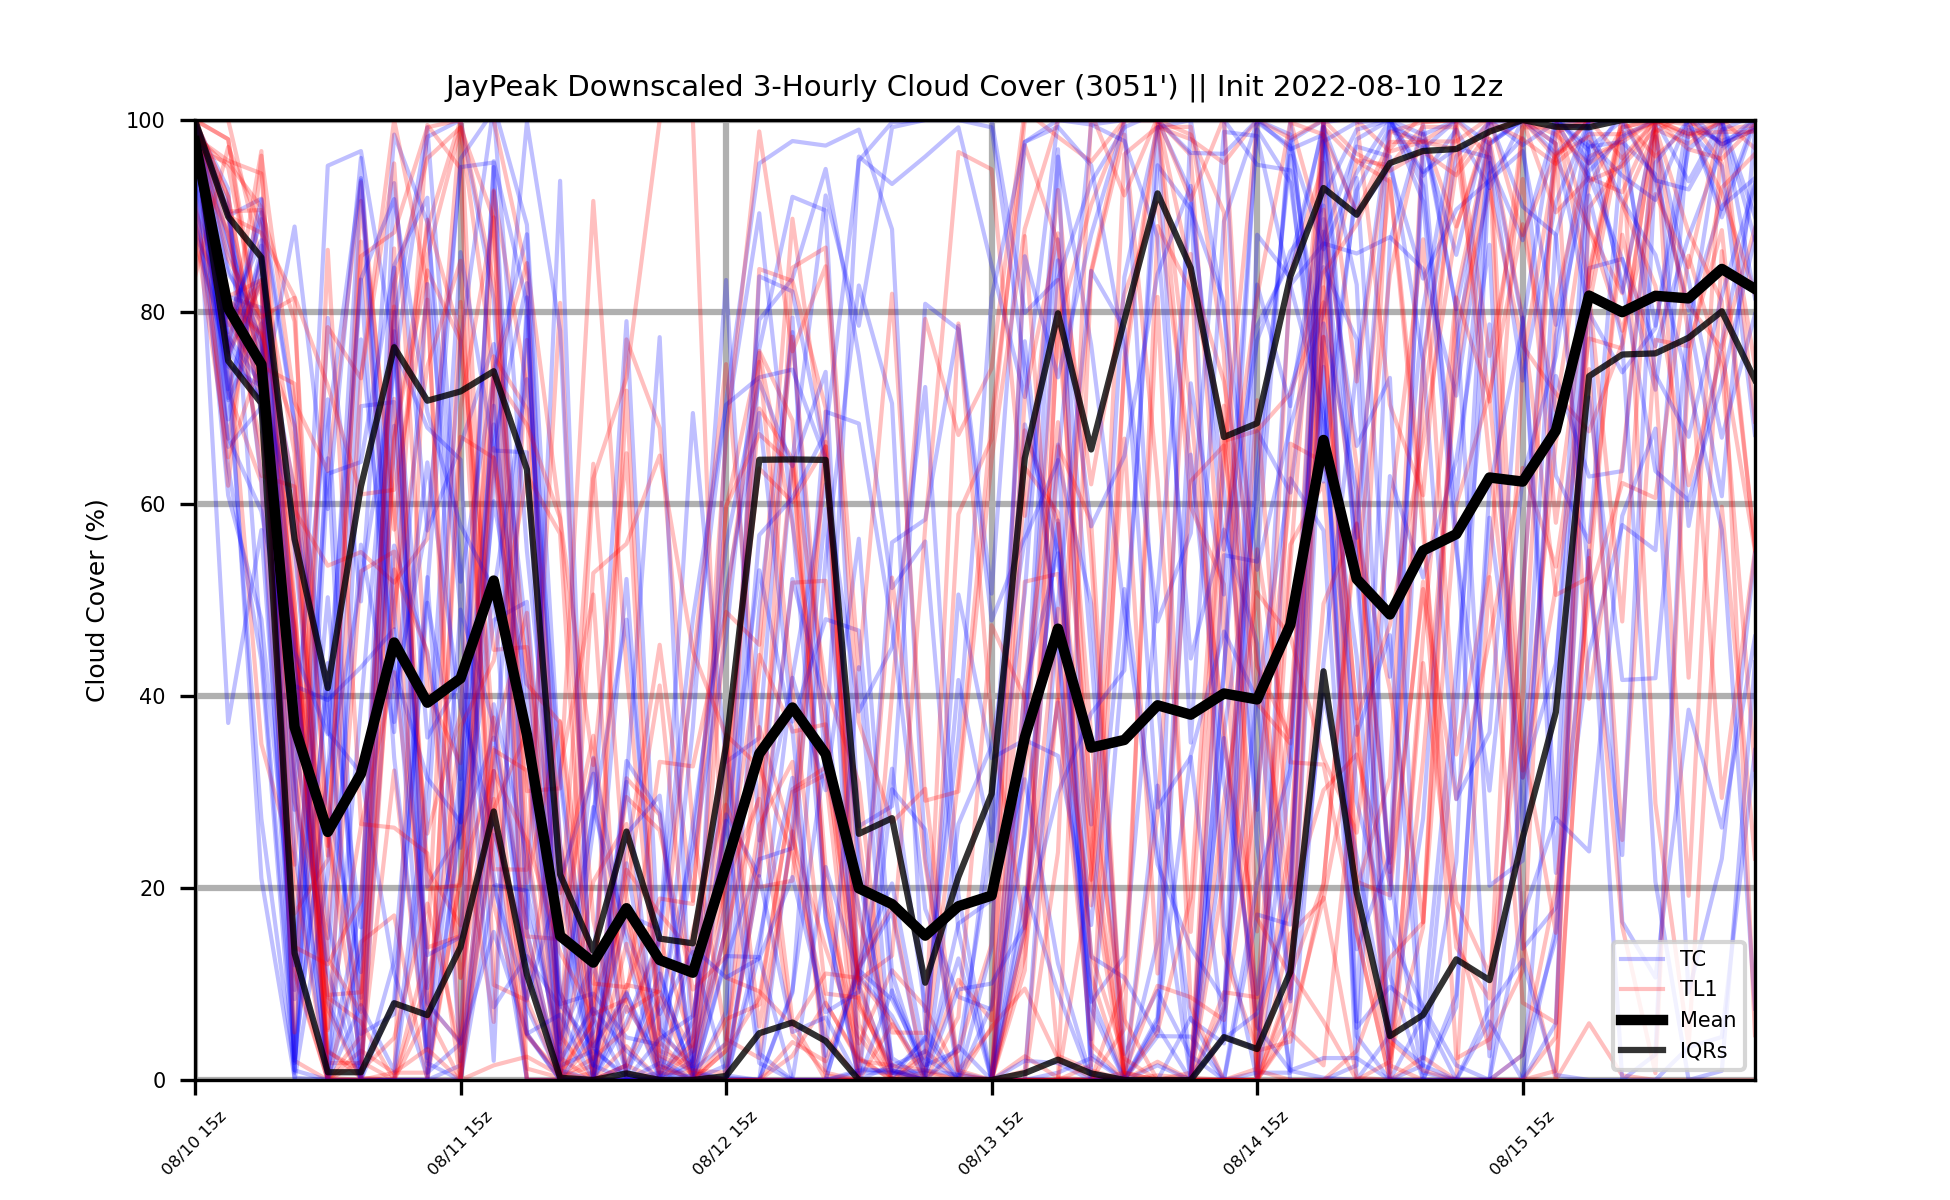 JayPeak Downscaled 3-Hourly Cloud Cover (3051') || Init 2022-08-10 12z
Cloud Cover (%)
100
80
60
40
20
0
08/10 15z
08/11 15z
08/12 15z
08/13 15z
08/14 15z
08/15 15z
TC
TL1
Mean
IQRs